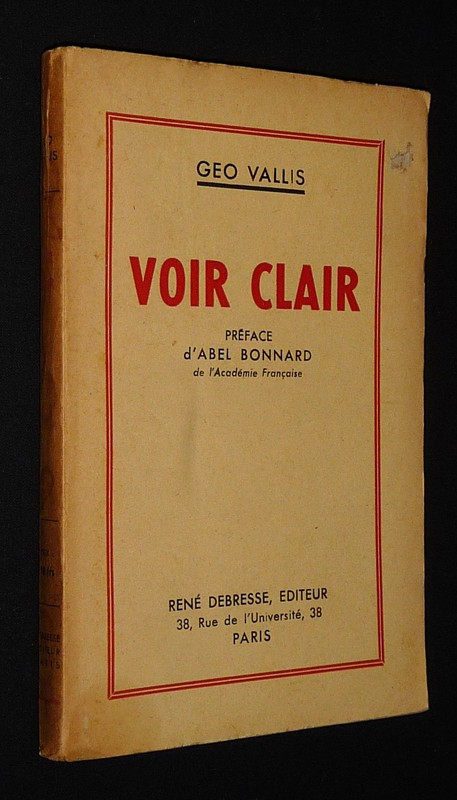 GEO VALLIS
VOIR CLAIR
PRÉFACE
d'ABEL BONNARD
de l'Académie Française
RENÉ DEBRESSE, EDITEUR
38, Rue de l'Université, 38
PARIS